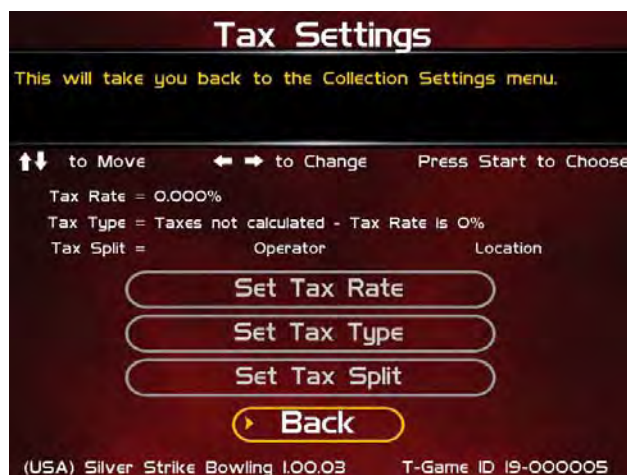 Tax Settings
This will take you back to the Collection Settings menu.
to Move to Change Press Start to Choose
Tax Rate = 0.000%
Tax Type = Taxes not calculated - Tax Rate is 0%
Tax Split = Operator Location
Set Tax Rate
Set Tax Type
Set Tax Split
Back
(USA) Silver Strike Bowling 1.00.03 T-Game ID 19-000005